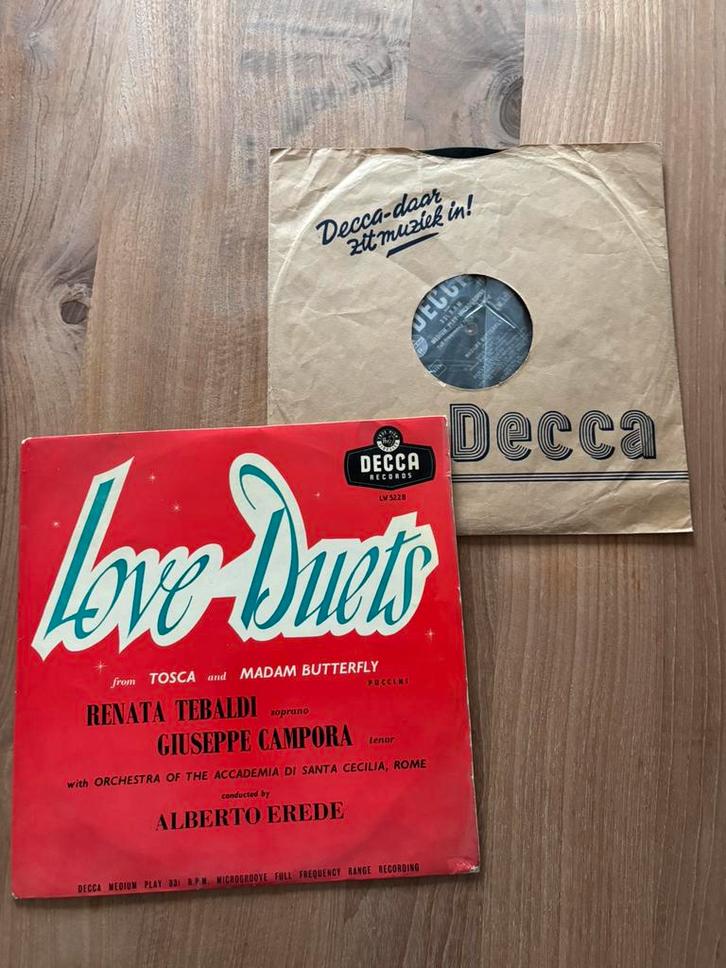 Decca-daar
zit muziek in!
DECCA
Decca
DECCA
RECORDS
LW 5228
Love Duets
from TOSCA and MADAM BUTTERFLY
PUCCINI
RENATA TEBALDI soprano
GIUSEPPE CAMPORA tenor
with ORCHESTRA OF THE ACCADEMIA DI SANTA CECILIA, ROME
conducted by
ALBERTO EREDE
DECCA MEDIUM PLAY 33⅓ R.P.M. MICROGROOVE FULL FREQUENCY RANGE RECORDING